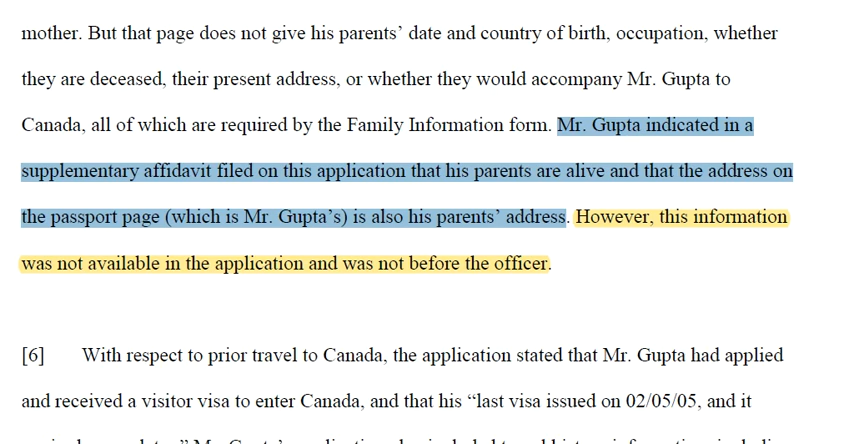 mother. But that page does not give his parents’ date and country of birth, occupation, whether
they are deceased, their present address, or whether they would accompany Mr. Gupta to
Canada, all of which are required by the Family Information form. Mr. Gupta indicated in a
supplementary affidavit filed on this application that his parents are alive and that the address on
the passport page (which is Mr. Gupta’s) is also his parents’ address. However, this information
was not available in the application and was not before the officer.
[6] With respect to prior travel to Canada, the application stated that Mr. Gupta had applied
and received a visitor visa to enter Canada, and that his “last visa issued on 02/05/05, and it